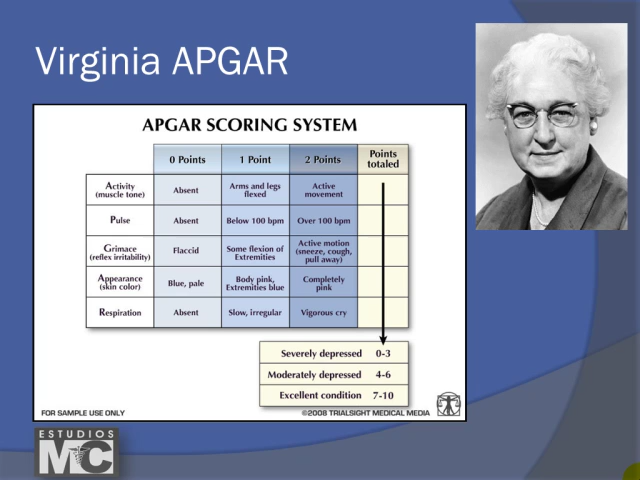 Virginia APGAR
APGAR SCORING SYSTEM
0 Points
1 Point
2 Points
Points
totaled
Activity
(muscle tone)
Absent
Arms and legs
flexed
Active
movement
Pulse
Absent
Below 100 bpm
Over 100 bpm
Grimace
(reflex irritability)
Flaccid
Some flexion of
Extremities
Active motion
(sneeze, cough,
pull away)
Appearance
(skin color)
Blue, pale
Body pink,
Extremities blue
Completely
pink
Respiration
Absent
Slow, irregular
Vigorous cry
Severely depressed 0-3
Moderately depressed 4-6
Excellent condition 7-10
FOR SAMPLE USE ONLY
©2008 TRIALSIGHT MEDICAL MEDIA
ESTUDIOS
MC